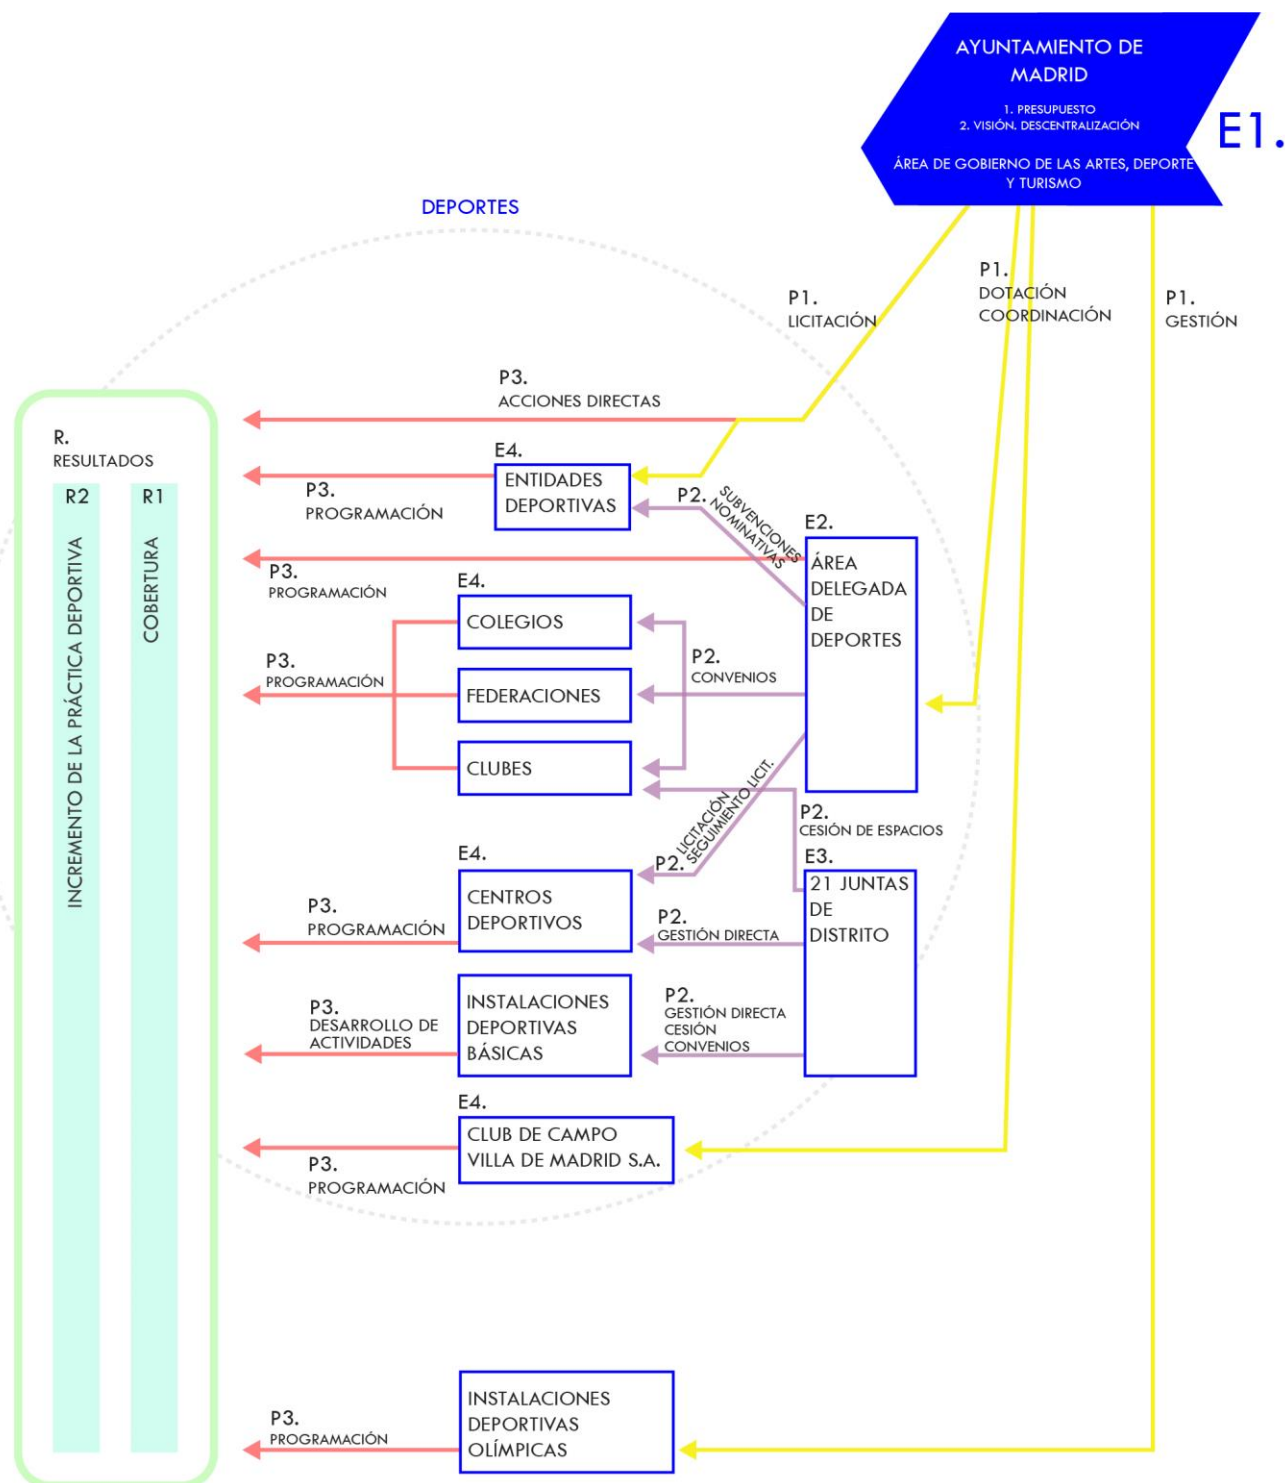 AYUNTAMIENTO DE
MADRID
1. PRESUPUESTO
2. VISIÓN. DESCENTRALIZACIÓN
ÁREA DE GOBIERNO DE LAS ARTES, DEPORTE
Y TURISMO
E1.
DEPORTES
P1.
LICITACIÓN
P1.
DOTACIÓN
COORDINACIÓN
P1.
GESTIÓN
R.
RESULTADOS
R2
INCREMENTO DE LA PRÁCTICA DEPORTIVA
R1
COBERTURA
P3.
ACCIONES DIRECTAS
E4.
ENTIDADES
DEPORTIVAS
P3.
PROGRAMACIÓN
P2.
SUBVENCIONES
NOMINATIVAS
E2.
ÁREA
DELEGADA
DE
DEPORTES
P3.
PROGRAMACIÓN
E4.
COLEGIOS
FEDERACIONES
CLUBES
P3.
PROGRAMACIÓN
P2.
CONVENIOS
P2.
LICITACIÓN
SEGUIMIENTO LICIT.
P2.
CESIÓN DE ESPACIOS
E3.
21 JUNTAS
DE
DISTRITO
E4.
CENTROS
DEPORTIVOS
P3.
PROGRAMACIÓN
P2.
GESTIÓN DIRECTA
INSTALACIONES
DEPORTIVAS
BÁSICAS
P3.
DESARROLLO DE
ACTIVIDADES
P2.
GESTIÓN DIRECTA
CESIÓN
CONVENIOS
E4.
CLUB DE CAMPO
VILLA DE MADRID S.A.
P3.
PROGRAMACIÓN
INSTALACIONES
DEPORTIVAS
OLÍMPICAS
P3.
PROGRAMACIÓN